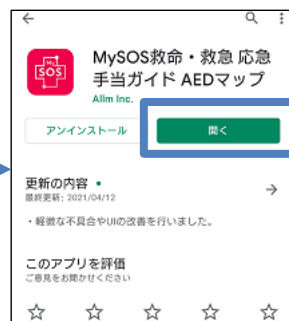 My
SOS
MySOS救命・救急 応急
手当ガイド AEDマップ
Allm Inc.
アンインストール
開く
更新の内容
最終更新: 2021/04/12
・軽微な不具合やUIの改善を行いました。
このアプリを評価
ご意見をお聞かせください